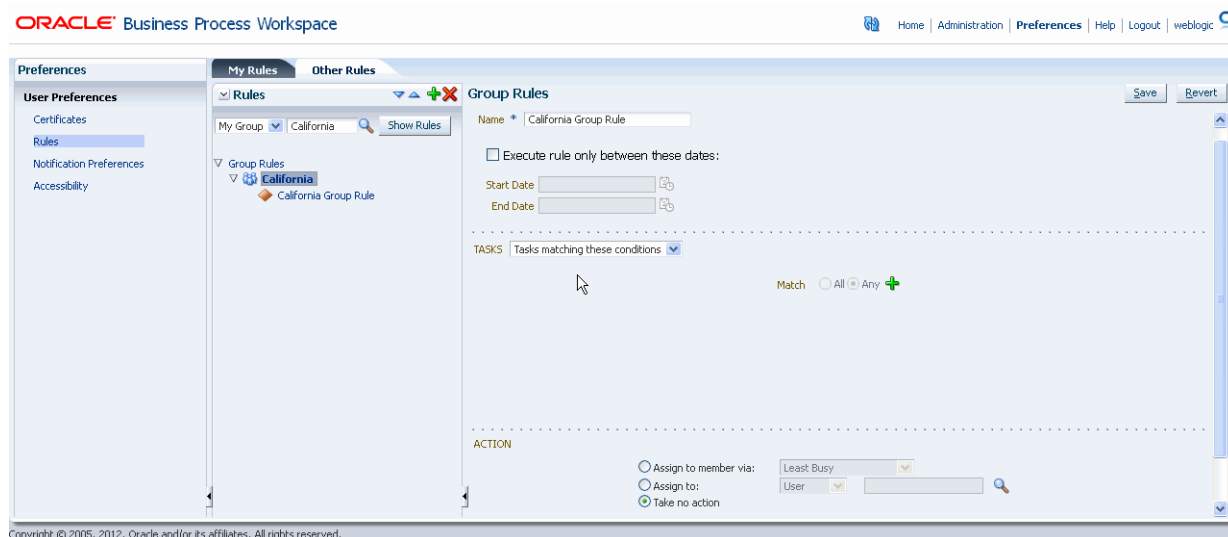 ORACLE Business Process Workspace
Home | Administration | Preferences | Help | Logout | weblogic
Preferences
User Preferences
Certificates
Rules
Notification Preferences
Accessibility
My Rules
Other Rules
Rules
My Group
California
Show Rules
Group Rules
California
California Group Rule
Group Rules
Save
Revert
Name * California Group Rule
Execute rule only between these dates:
Start Date
End Date
TASKS Tasks matching these conditions
Match All Any
ACTION
Assign to member via: Least Busy
Assign to: User
Take no action
Copyright © 2005, 2012, Oracle and/or its affiliates. All rights reserved.